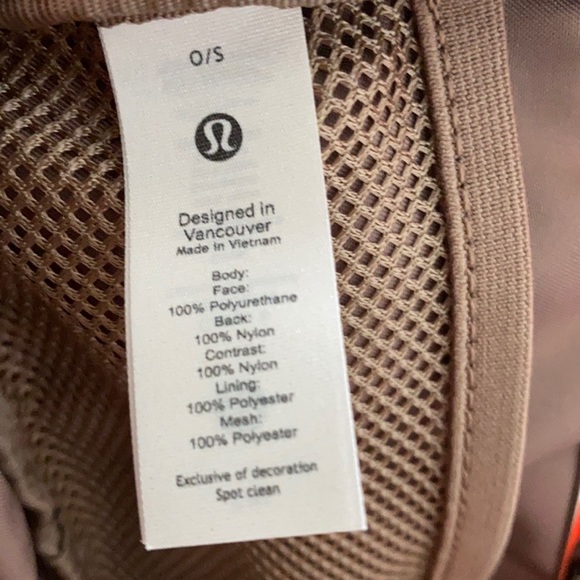 O/S
Designed in
Vancouver
Made in Vietnam
Body:
Face:
100% Polyurethane
Back:
100% Nylon
Contrast:
100% Nylon
Lining:
100% Polyester
Mesh:
100% Polyester
Exclusive of decoration
Spot clean